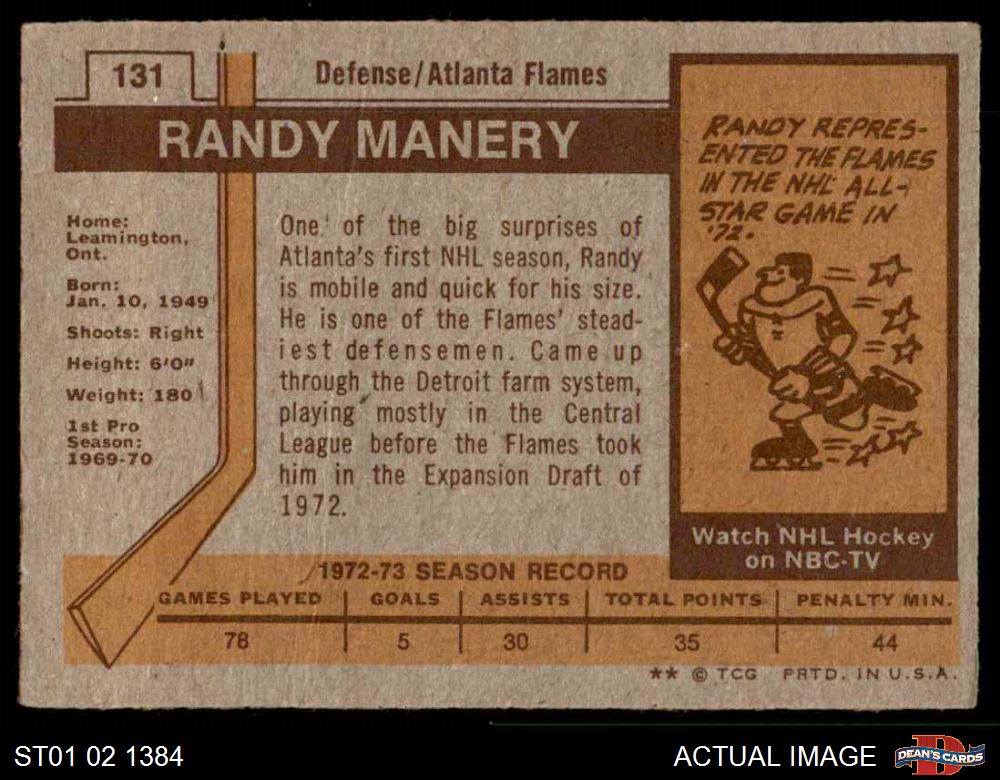 131
Defense/Atlanta Flames
RANDY MANERY
Home:
Leamington,
Ont.
Born:
Jan. 10, 1949
Shoots: Right
Height: 6'0"
Weight: 180
1st Pro
Season:
1969-70
One of the big surprises of
Atlanta's first NHL season, Randy
is mobile and quick for his size.
He is one of the Flames' stead-
iest defensemen. Came up
through the Detroit farm system,
playing mostly in the Central
League before the Flames took
him in the Expansion Draft of
1972.
RANDY REPRES-
ENTED THE FLAMES
IN THE NHL ALL-
STAR GAME IN
'72.
Watch NHL Hockey
on NBC-TV
1972-73 SEASON RECORD
GAMES PLAYED GOALS ASSISTS TOTAL POINTS PENALTY MIN.
78 5 30 35 44
** © TCG PRTD. IN U.S.A.
ST01 02 1384
ACTUAL IMAGE
D
DEAN'S CARDS